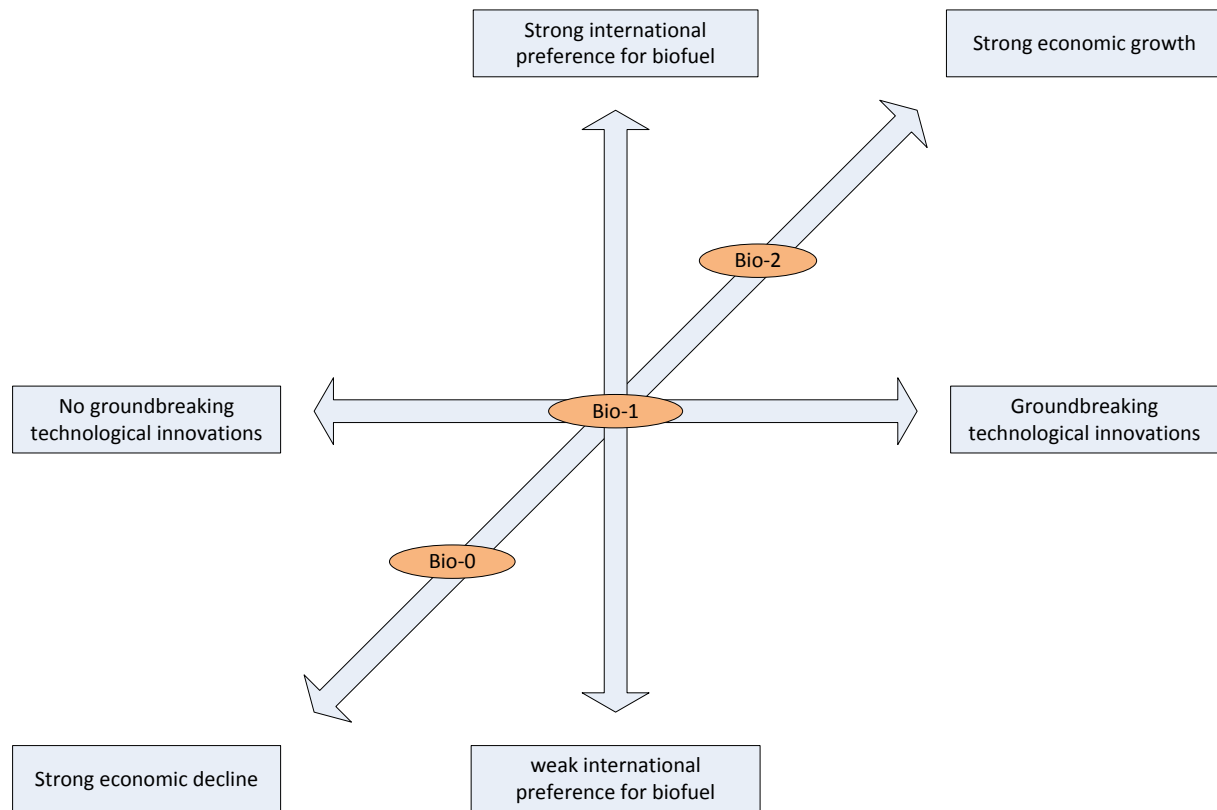 Strong international
preference for biofuel
Strong economic growth
Bio-2
No groundbreaking
technological innovations
Bio-1
Groundbreaking
technological innovations
Bio-0
Strong economic decline
weak international
preference for biofuel